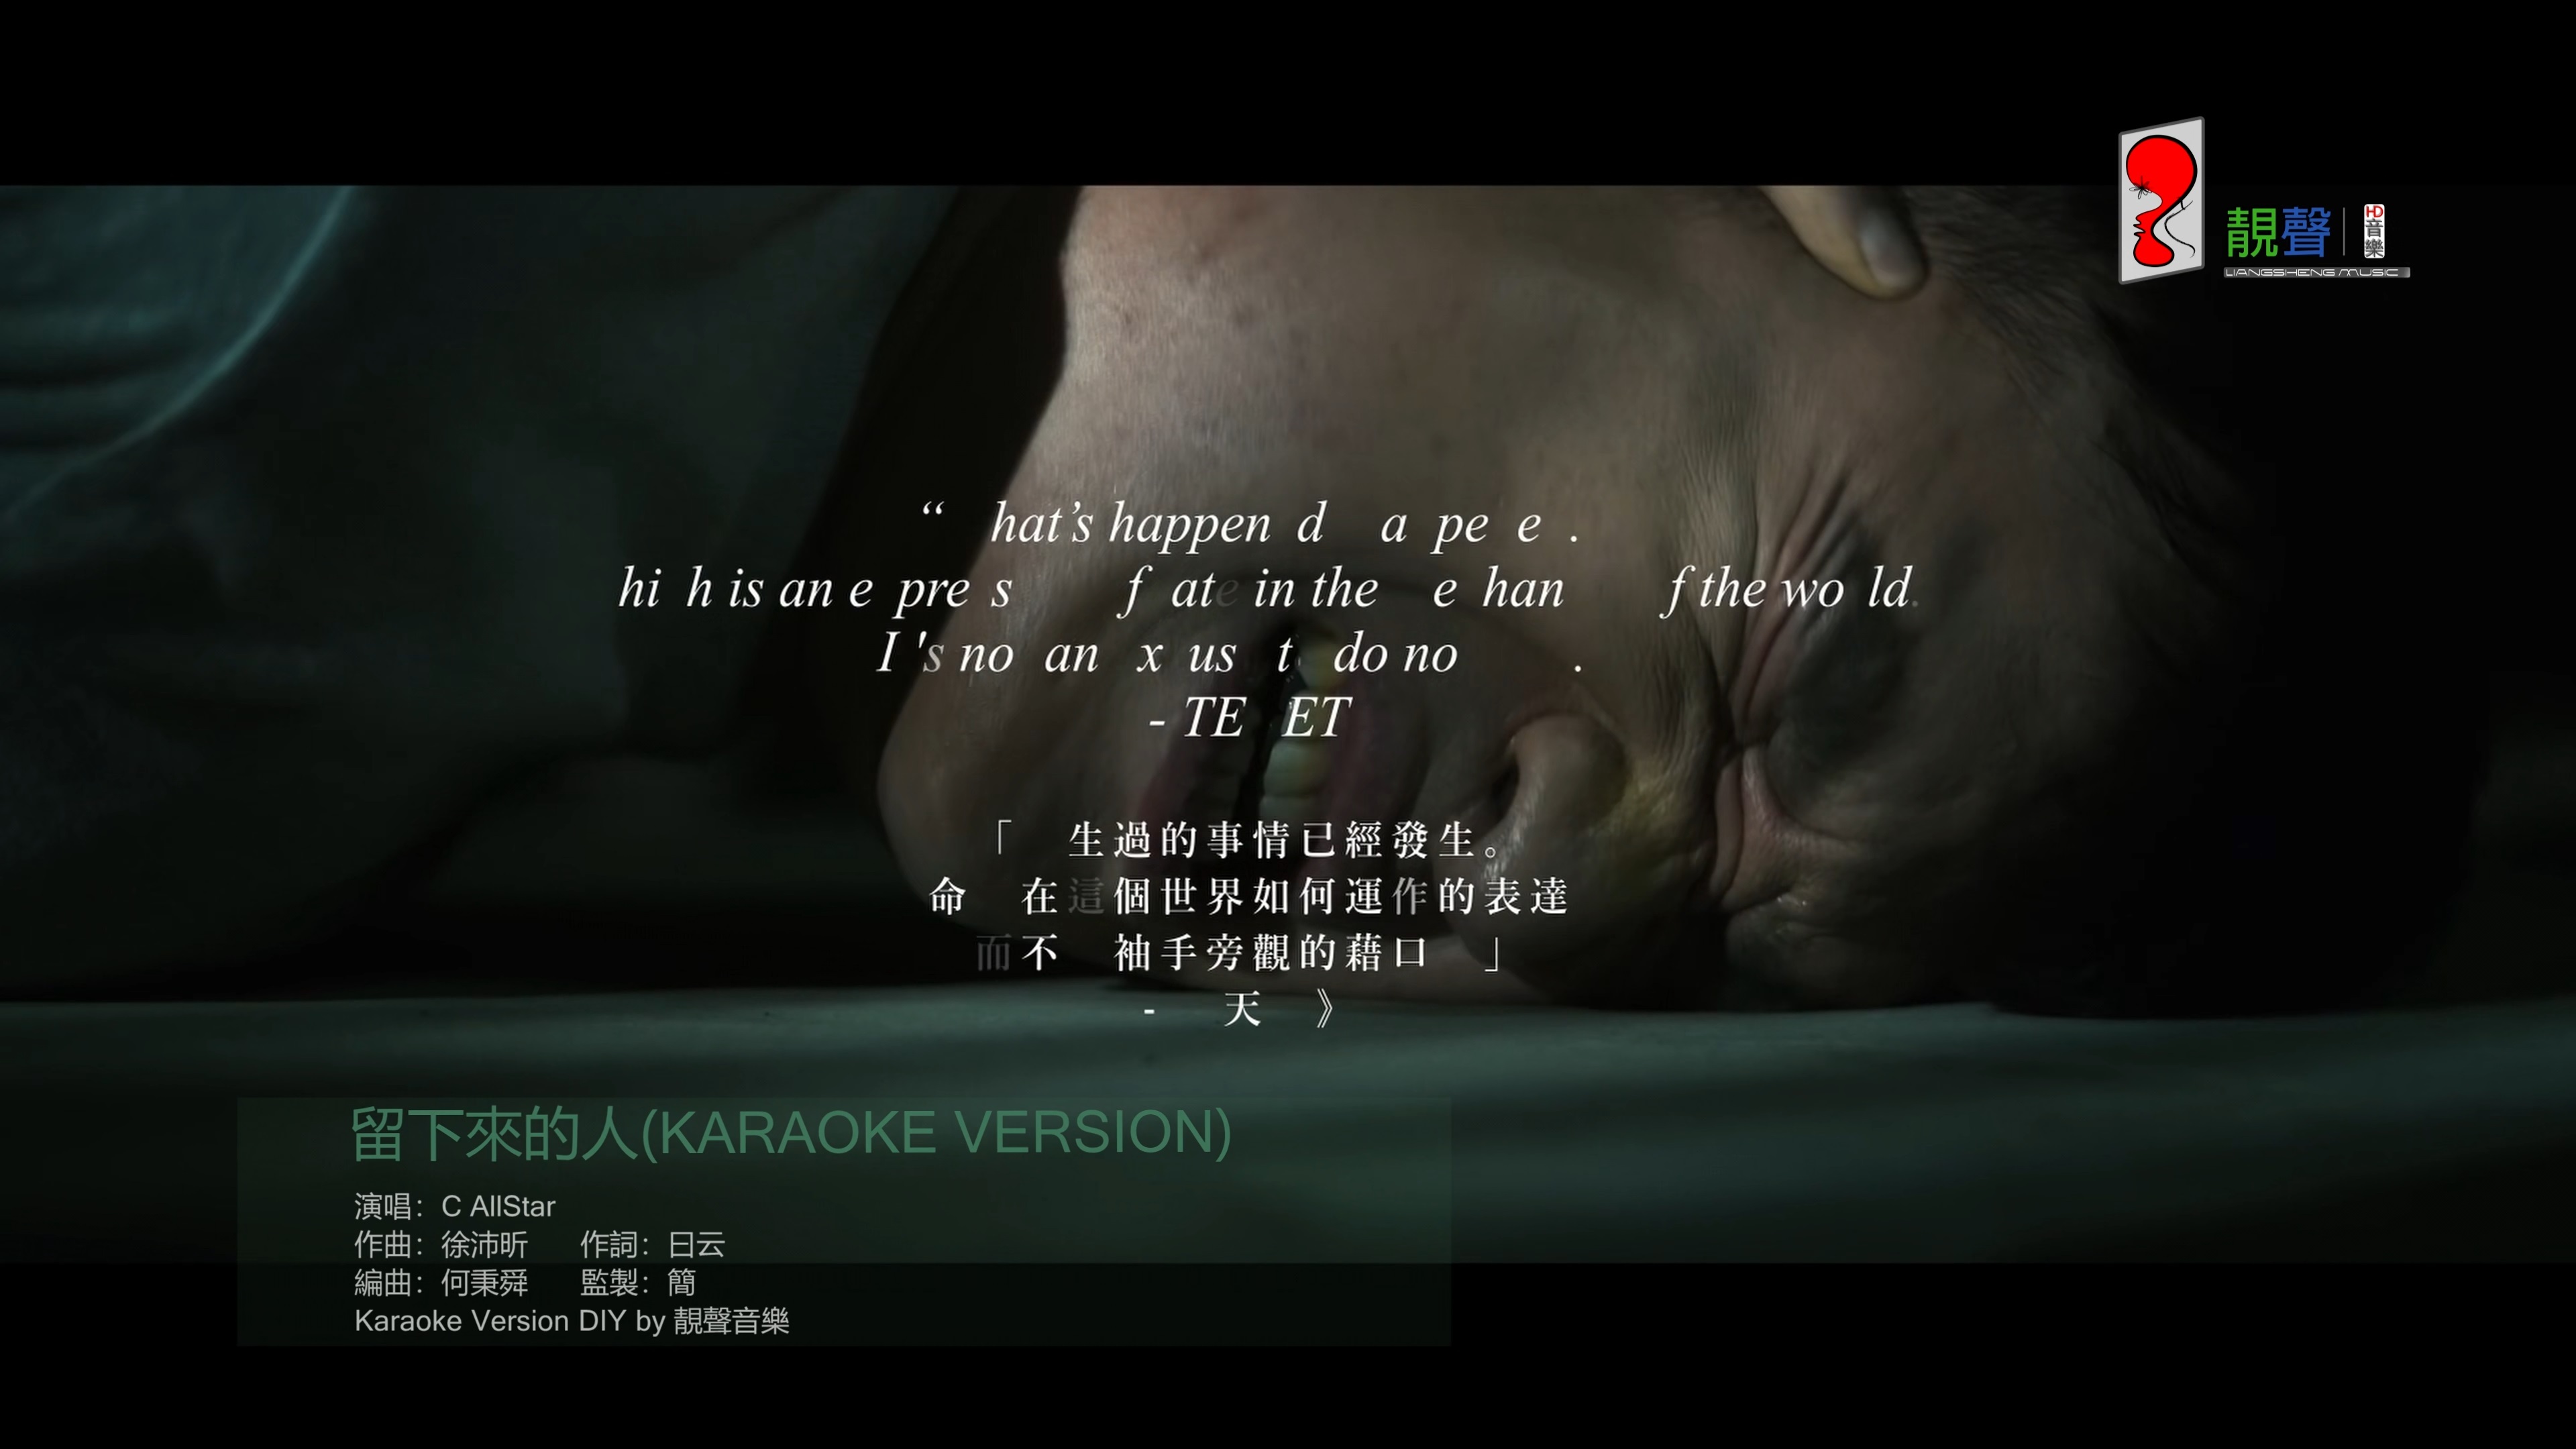 靚聲
HD
音樂
LIANGSHENG MUSIC
“ hat’s happen d a pe e .
hi h is an e pre s f ate in the e han f the wo ld.
I 's no an x us t do no .
- TE ET
「 生過的事情已經發生。
命 在這個世界如何運作的表達
而不 袖手旁觀的藉口 」
- 天 》
留下來的人(KARAOKE VERSION)
演唱：C AllStar
作曲：徐沛昕 作詞：日云
編曲：何秉舜 監製：簡
Karaoke Version DIY by 靚聲音樂